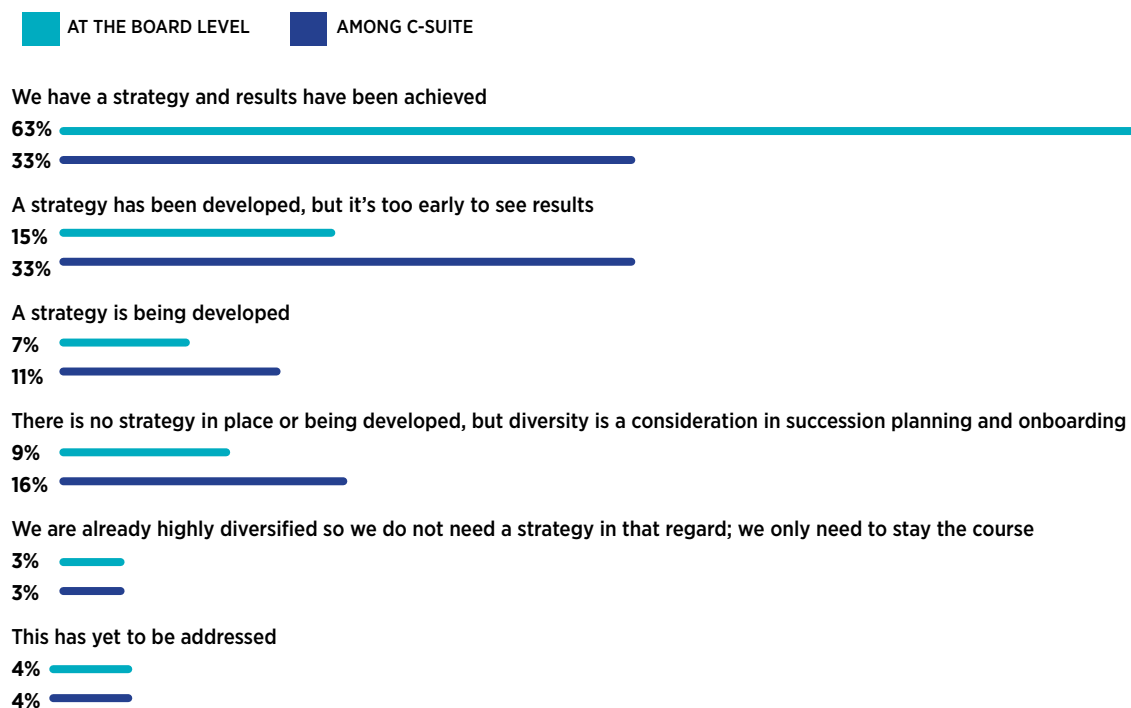 AT THE BOARD LEVEL AMONG C-SUITE
We have a strategy and results have been achieved
63%
33%
A strategy has been developed, but it’s too early to see results
15%
33%
A strategy is being developed
7%
11%
There is no strategy in place or being developed, but diversity is a consideration in succession planning and onboarding
9%
16%
We are already highly diversified so we do not need a strategy in that regard; we only need to stay the course
3%
3%
This has yet to be addressed
4%
4%